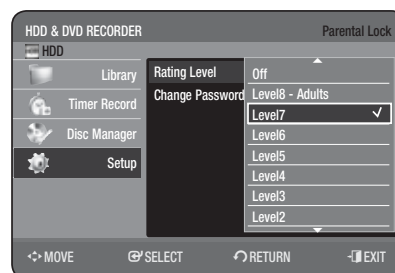 HDD & DVD RECORDER Parental Lock
HDD
Library
Timer Record
Disc Manager
Setup
Rating Level
Change Password
Off
Level8 - Adults
Level7 ✓
Level6
Level5
Level4
Level3
Level2
MOVE SELECT RETURN EXIT